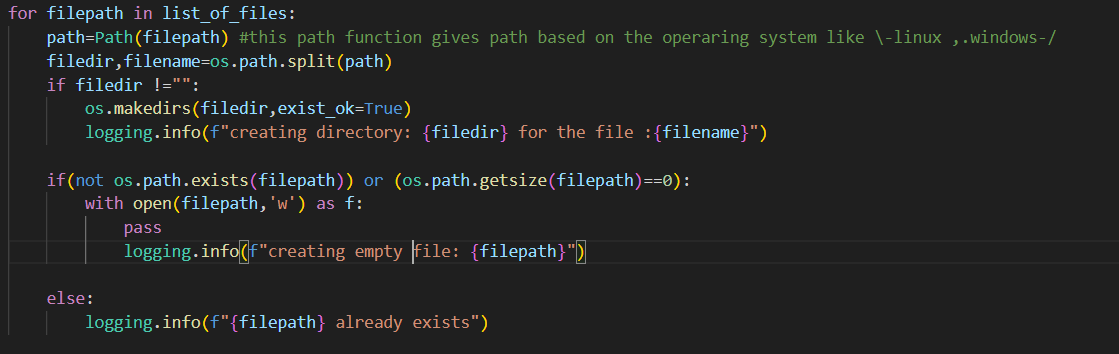 for filepath in list_of_files:
    path=Path(filepath) #this path function gives path based on the operaring system like \-linux ,.windows-/
    filedir,filename=os.path.split(path)
    if filedir !="":
        os.makedirs(filedir,exist_ok=True)
        logging.info(f"creating directory: {filedir} for the file :{filename}")

    if(not os.path.exists(filepath)) or (os.path.getsize(filepath)==0):
        with open(filepath,'w') as f:
            pass
            logging.info(f"creating empty file: {filepath}")

    else:
        logging.info(f"{filepath} already exists")